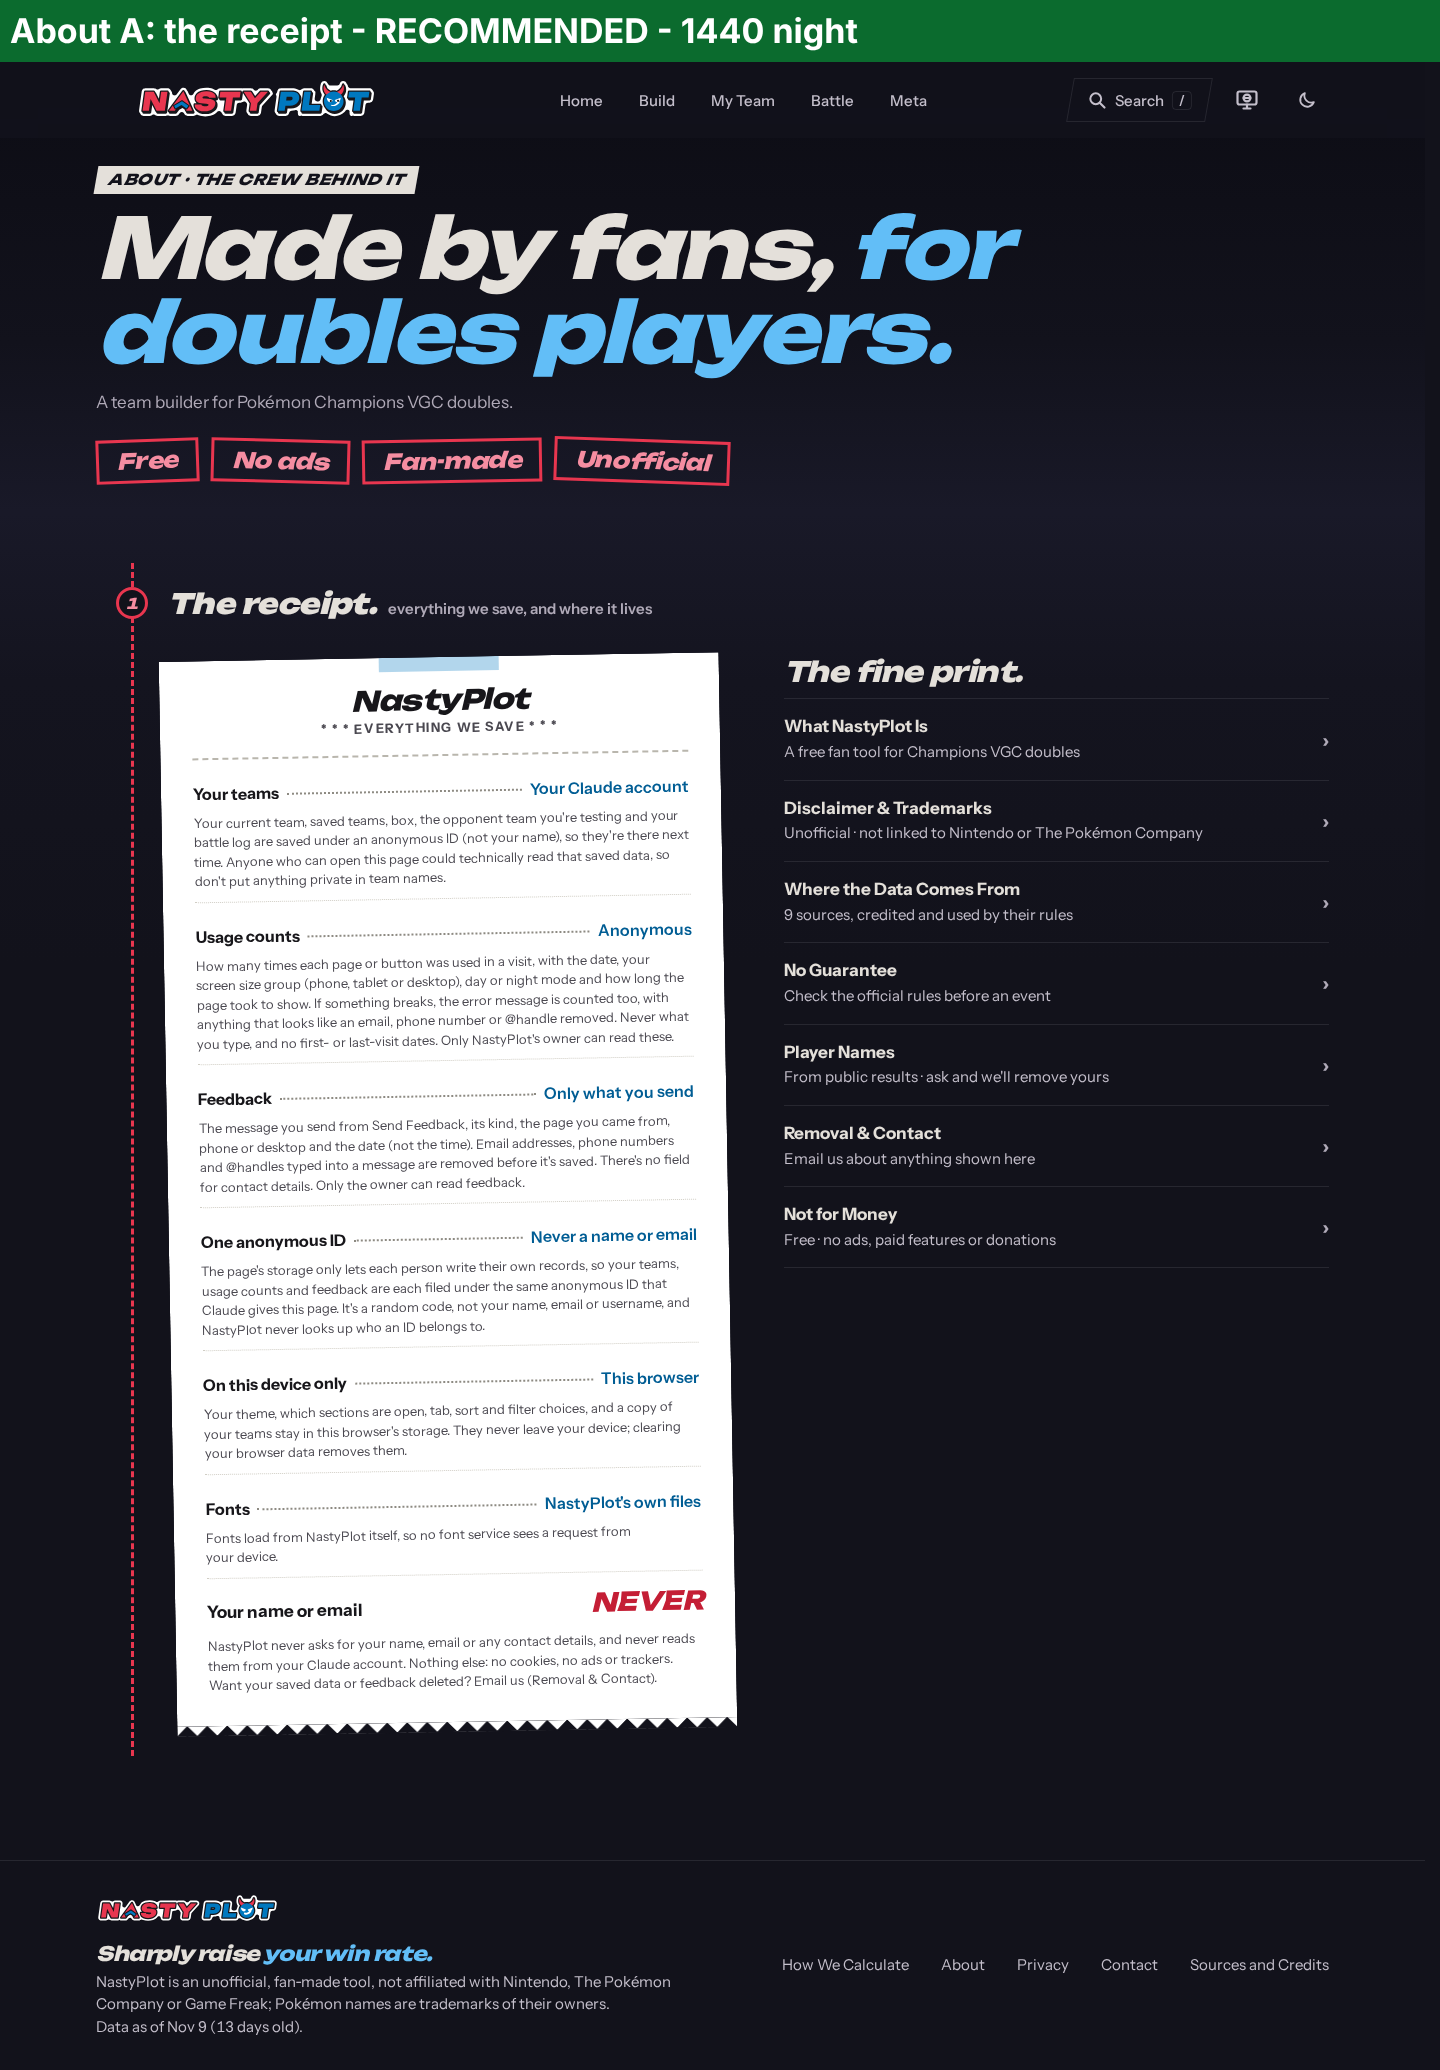 About A: the receipt - RECOMMENDED - 1440 night
NASTY PLOT
Home
Build
My Team
Battle
Meta
Search /
ABOUT · THE CREW BEHIND IT
Made by fans, for
doubles players.
A team builder for Pokémon Champions VGC doubles.
Free
No ads
Fan-made
Unofficial
1
The receipt. everything we save, and where it lives
NastyPlot
* * * EVERYTHING WE SAVE * * *
Your teams Your Claude account
Your current team, saved teams, box, the opponent team you're testing and your
battle log are saved under an anonymous ID (not your name), so they're there next
time. Anyone who can open this page could technically read that saved data, so
don't put anything private in team names.
Usage counts Anonymous
How many times each page or button was used in a visit, with the date, your
screen size group (phone, tablet or desktop), day or night mode and how long the
page took to show. If something breaks, the error message is counted too, with
anything that looks like an email, phone number or @handle removed. Never what
you type, and no first- or last-visit dates. Only NastyPlot's owner can read these.
Feedback Only what you send
The message you send from Send Feedback, its kind, the page you came from,
phone or desktop and the date (not the time). Email addresses, phone numbers
and @handles typed into a message are removed before it's saved. There's no field
for contact details. Only the owner can read feedback.
One anonymous ID Never a name or email
The page's storage only lets each person write their own records, so your teams,
usage counts and feedback are each filed under the same anonymous ID that
Claude gives this page. It's a random code, not your name, email or username, and
NastyPlot never looks up who an ID belongs to.
On this device only This browser
Your theme, which sections are open, tab, sort and filter choices, and a copy of
your teams stay in this browser's storage. They never leave your device; clearing
your browser data removes them.
Fonts NastyPlot's own files
Fonts load from NastyPlot itself, so no font service sees a request from
your device.
Your name or email NEVER
NastyPlot never asks for your name, email or any contact details, and never reads
them from your Claude account. Nothing else: no cookies, no ads or trackers.
Want your saved data or feedback deleted? Email us (Removal & Contact).
The fine print.
What NastyPlot Is
A free fan tool for Champions VGC doubles
›
Disclaimer & Trademarks
Unofficial · not linked to Nintendo or The Pokémon Company
›
Where the Data Comes From
9 sources, credited and used by their rules
›
No Guarantee
Check the official rules before an event
›
Player Names
From public results · ask and we'll remove yours
›
Removal & Contact
Email us about anything shown here
›
Not for Money
Free · no ads, paid features or donations
›
NASTY PLOT
Sharply raise your win rate.
NastyPlot is an unofficial, fan-made tool, not affiliated with Nintendo, The Pokémon
Company or Game Freak; Pokémon names are trademarks of their owners.
Data as of Nov 9 (13 days old).
How We Calculate
About
Privacy
Contact
Sources and Credits